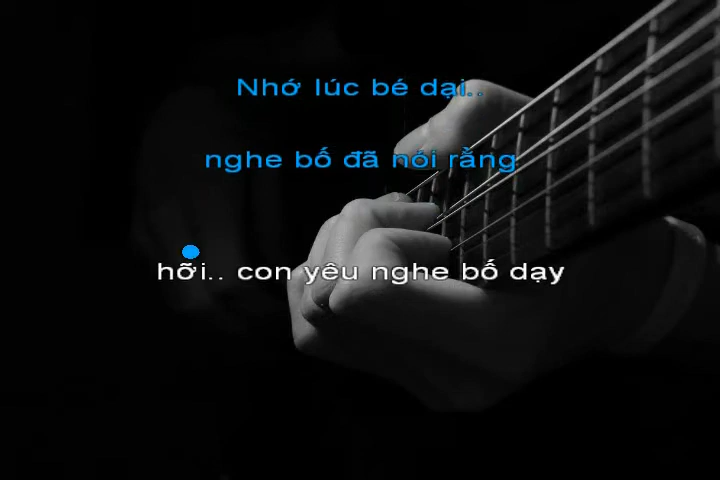 Nhớ lúc bé dại..
nghe bố đã nói rằng
hỡi.. con yêu nghe bố dạy